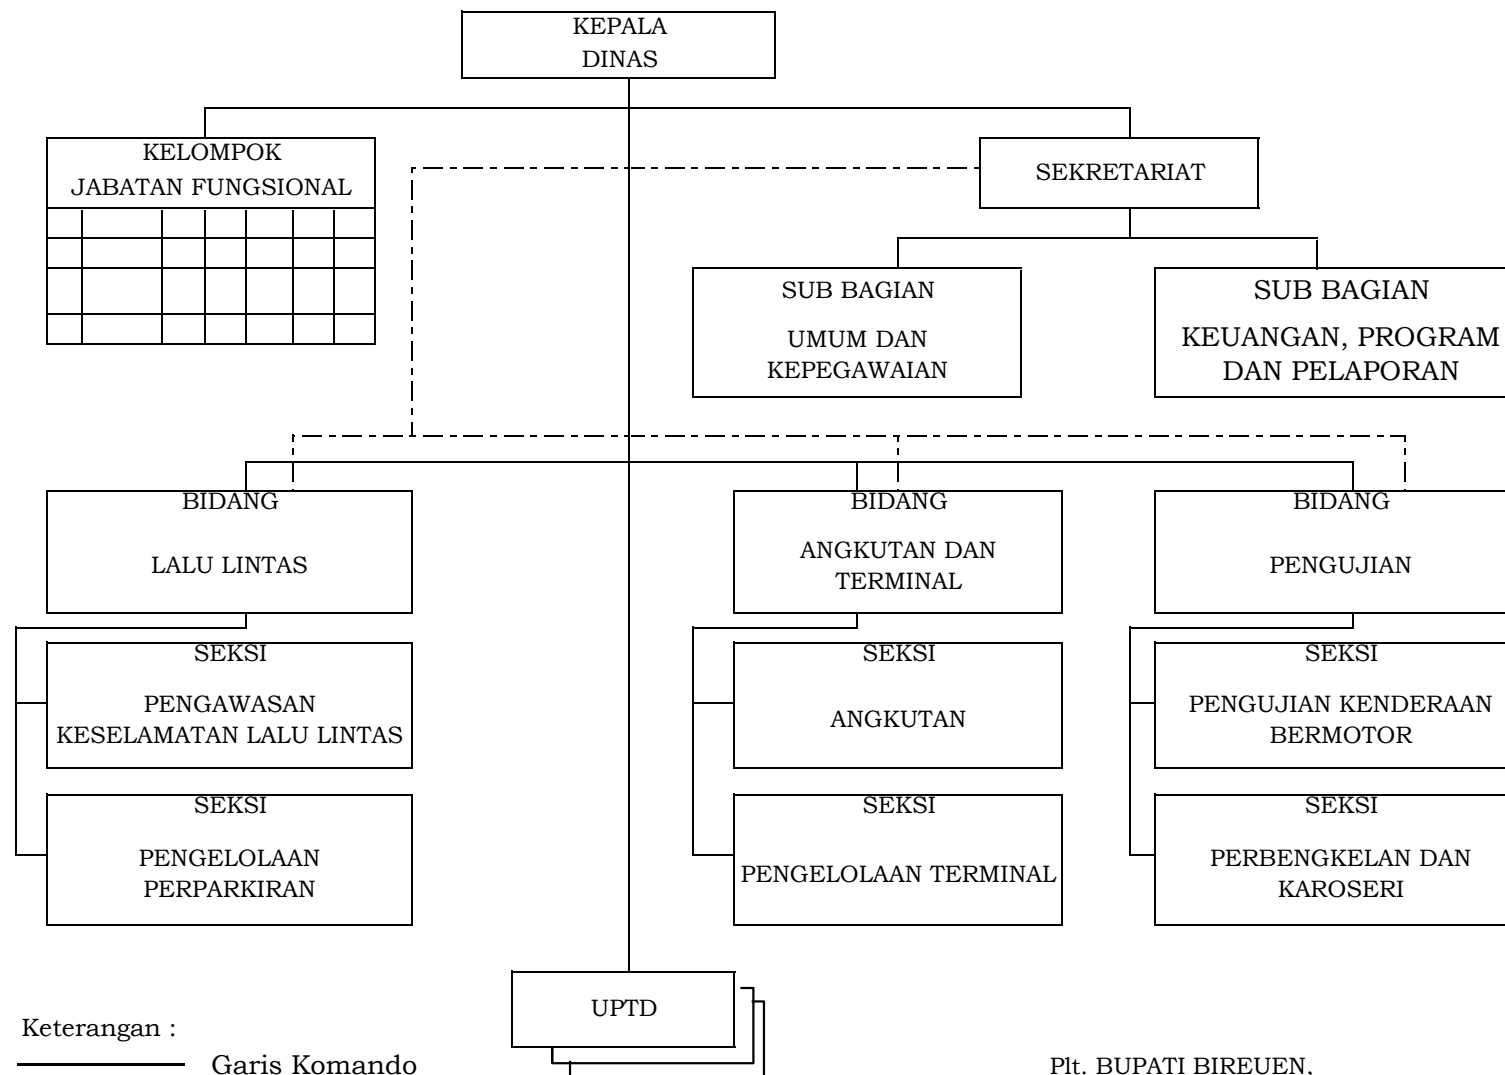 KEPALA
DINAS
KELOMPOK
JABATAN FUNGSIONAL
SEKRETARIAT
SUB BAGIAN
UMUM DAN
KEPEGAWAIAN
SUB BAGIAN
KEUANGAN, PROGRAM
DAN PELAPORAN
BIDANG
LALU LINTAS
BIDANG
ANGKUTAN DAN
TERMINAL
BIDANG
PENGUJIAN
SEKSI
PENGAWASAN
KESELAMATAN LALU LINTAS
SEKSI
ANGKUTAN
SEKSI
PENGUJIAN KENDERAAN
BERMOTOR
SEKSI
PENGELOLAAN
PERPARKIRAN
SEKSI
PENGELOLAAN TERMINAL
SEKSI
PERBENGKELAN DAN
KAROSERI
UPTD
Keterangan :
Garis Komando
Plt. BUPATI BIREUEN,